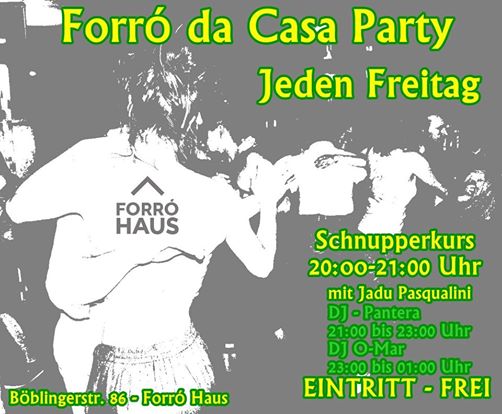 Forró da Casa Party
Jeden Freitag
FORRÓ
HAUS
Schnupperkurs
20:00-21:00 Uhr
mit Jadu Pasqualini
DJ - Pantera
21:00 bis 23:00 Uhr
DJ O-Mar
23:00 bis 01:00 Uhr
EINTRITT - FREI
Böblingerstr. 86 - Forró Haus